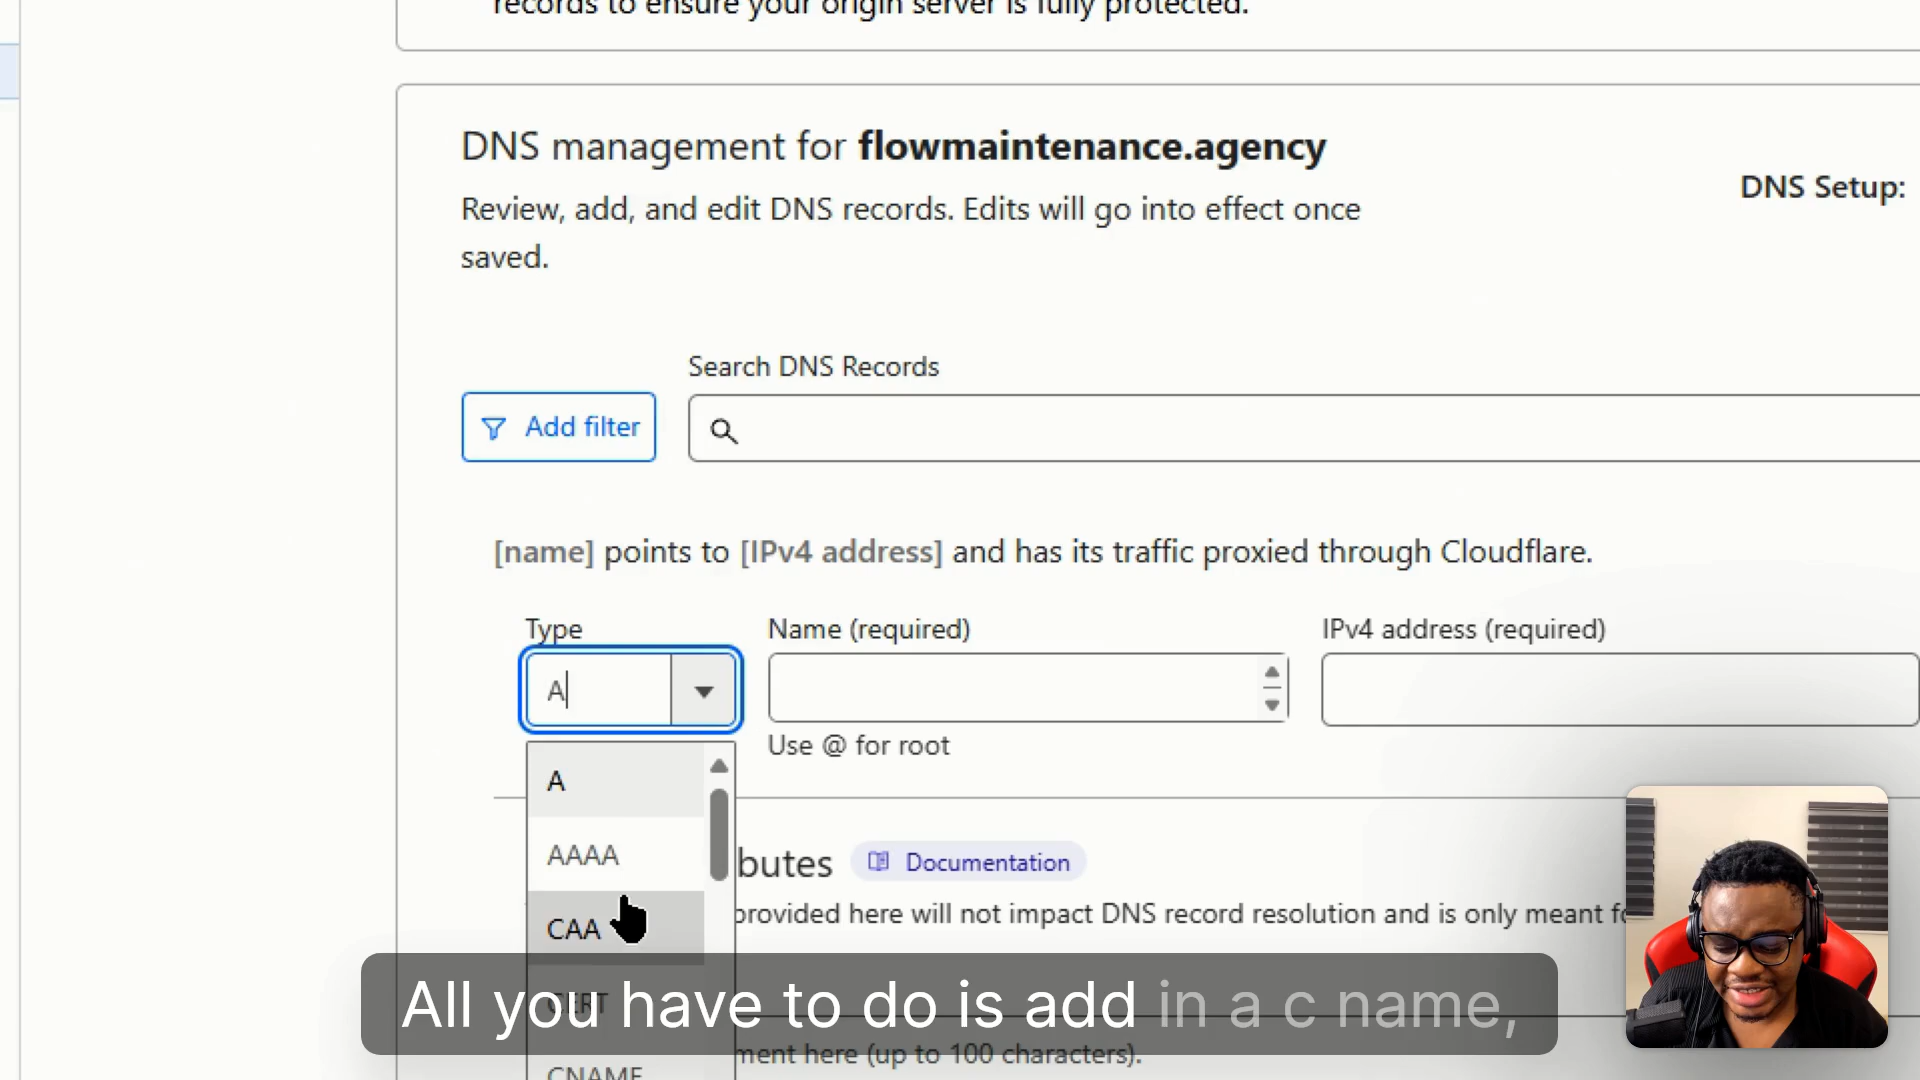 records to ensure your origin server is fully protected.
DNS management for flowmaintenance.agency
DNS Setup:
Review, add, and edit DNS records. Edits will go into effect once
saved.
Search DNS Records
Add filter
[name] points to [IPv4 address] and has its traffic proxied through Cloudflare.
Type
Name (required)
IPv4 address (required)
A
Use @ for root
A
AAAA
butes
Documentation
CAA
provided here will not impact DNS record resolution and is only meant
CERT
All you have to do is add in a c name,
ment here (up to 100 characters).
CNAME